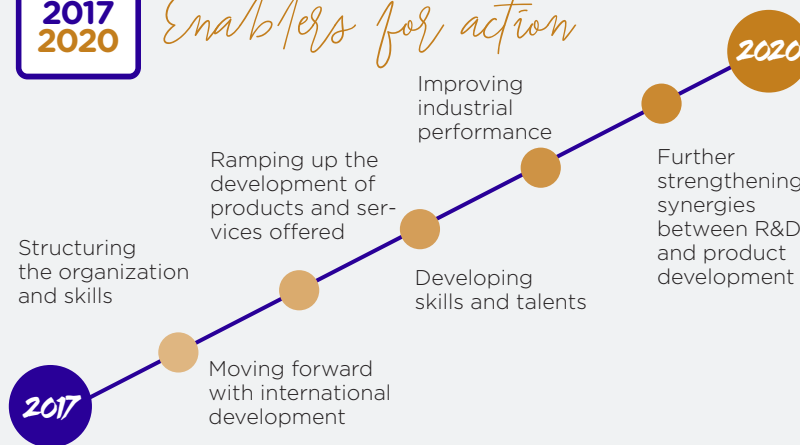 2017
2020
Enablers for action
2020
Improving
industrial
performance
Ramping up the
development of
products and ser-
vices offered
Further
strengthening
synergies
between R&D
and product
development
Structuring
the organization
and skills
Developing
skills and talents
Moving forward
with international
development
2017